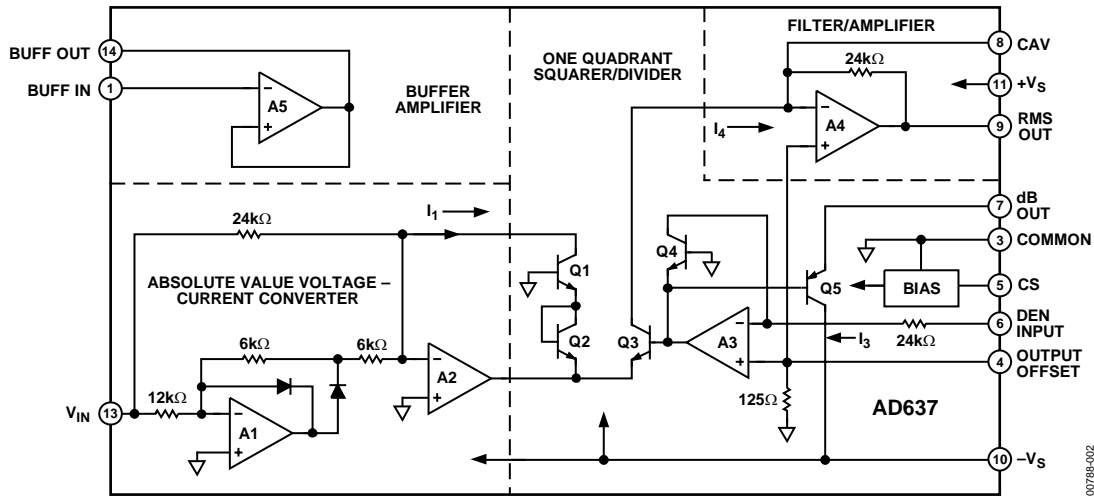 FILTER/AMPLIFIER
BUFF OUT 14
BUFF IN 1
A5
BUFFER
AMPLIFIER
ONE QUADRANT
SQUARER/DIVIDER
24kΩ
I4
A4
8 CAV
11 +VS
9 RMS
OUT
I1
24kΩ
ABSOLUTE VALUE VOLTAGE –
CURRENT CONVERTER
6kΩ
6kΩ
12kΩ
VIN 13
A1
A2
Q1
Q2
Q3
Q4
A3
Q5
BIAS
I3
24kΩ
125Ω
7 dB
OUT
3 COMMON
5 CS
6 DEN
INPUT
4 OUTPUT
OFFSET
AD637
10 –VS
00788-002